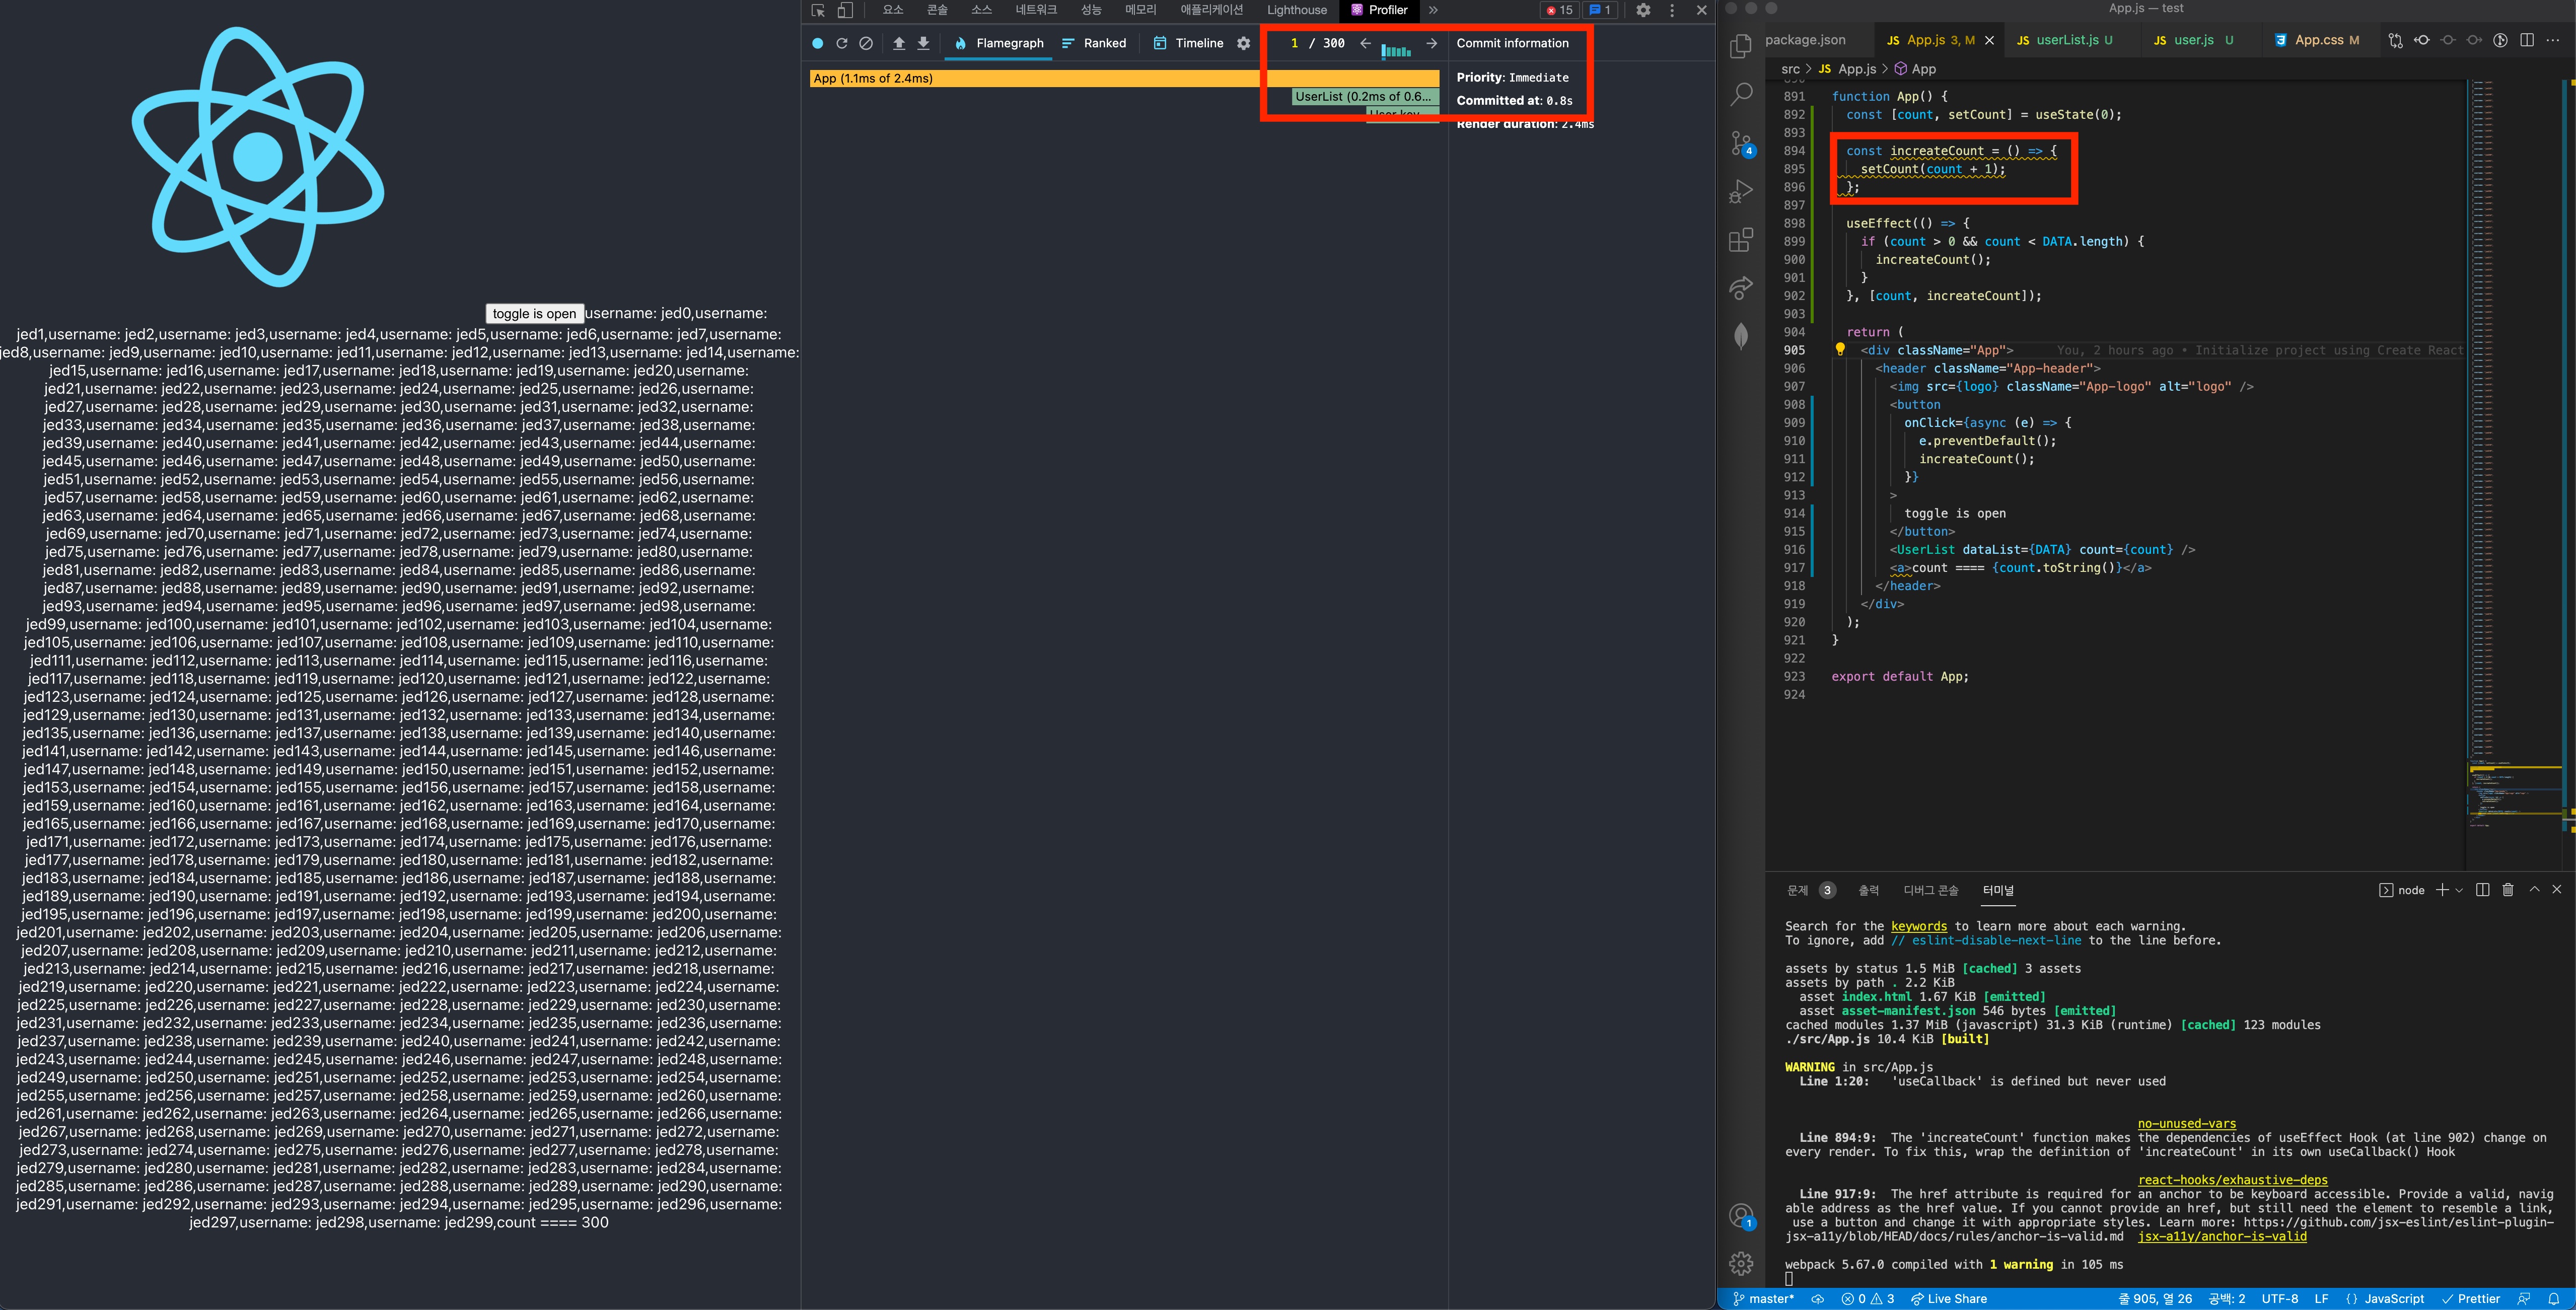 toggle is open username: jed0,username:
jed1,username: jed2,username: jed3,username: jed4,username: jed5,username: jed6,username: jed7,username:
jed8,username: jed9,username: jed10,username: jed11,username: jed12,username: jed13,username: jed14,username:
jed15,username: jed16,username: jed17,username: jed18,username: jed19,username: jed20,username:
jed21,username: jed22,username: jed23,username: jed24,username: jed25,username: jed26,username:
jed27,username: jed28,username: jed29,username: jed30,username: jed31,username: jed32,username:
jed33,username: jed34,username: jed35,username: jed36,username: jed37,username: jed38,username:
jed39,username: jed40,username: jed41,username: jed42,username: jed43,username: jed44,username:
jed45,username: jed46,username: jed47,username: jed48,username: jed49,username: jed50,username:
jed51,username: jed52,username: jed53,username: jed54,username: jed55,username: jed56,username:
jed57,username: jed58,username: jed59,username: jed60,username: jed61,username: jed62,username:
jed63,username: jed64,username: jed65,username: jed66,username: jed67,username: jed68,username:
jed69,username: jed70,username: jed71,username: jed72,username: jed73,username: jed74,username:
jed75,username: jed76,username: jed77,username: jed78,username: jed79,username: jed80,username:
jed81,username: jed82,username: jed83,username: jed84,username: jed85,username: jed86,username:
jed87,username: jed88,username: jed89,username: jed90,username: jed91,username: jed92,username:
jed93,username: jed94,username: jed95,username: jed96,username: jed97,username: jed98,username:
jed99,username: jed100,username: jed101,username: jed102,username: jed103,username: jed104,username:
jed105,username: jed106,username: jed107,username: jed108,username: jed109,username: jed110,username:
jed111,username: jed112,username: jed113,username: jed114,username: jed115,username: jed116,username:
jed117,username: jed118,username: jed119,username: jed120,username: jed121,username: jed122,username:
jed123,username: jed124,username: jed125,username: jed126,username: jed127,username: jed128,username:
jed129,username: jed130,username: jed131,username: jed132,username: jed133,username: jed134,username:
jed135,username: jed136,username: jed137,username: jed138,username: jed139,username: jed140,username:
jed141,username: jed142,username: jed143,username: jed144,username: jed145,username: jed146,username:
jed147,username: jed148,username: jed149,username: jed150,username: jed151,username: jed152,username:
jed153,username: jed154,username: jed155,username: jed156,username: jed157,username: jed158,username:
jed159,username: jed160,username: jed161,username: jed162,username: jed163,username: jed164,username:
jed165,username: jed166,username: jed167,username: jed168,username: jed169,username: jed170,username:
jed171,username: jed172,username: jed173,username: jed174,username: jed175,username: jed176,username:
jed177,username: jed178,username: jed179,username: jed180,username: jed181,username: jed182,username:
jed183,username: jed184,username: jed185,username: jed186,username: jed187,username: jed188,username:
jed189,username: jed190,username: jed191,username: jed192,username: jed193,username: jed194,username:
jed195,username: jed196,username: jed197,username: jed198,username: jed199,username: jed200,username:
jed201,username: jed202,username: jed203,username: jed204,username: jed205,username: jed206,username:
jed207,username: jed208,username: jed209,username: jed210,username: jed211,username: jed212,username:
jed213,username: jed214,username: jed215,username: jed216,username: jed217,username: jed218,username:
jed219,username: jed220,username: jed221,username: jed222,username: jed223,username: jed224,username:
jed225,username: jed226,username: jed227,username: jed228,username: jed229,username: jed230,username:
jed231,username: jed232,username: jed233,username: jed234,username: jed235,username: jed236,username:
jed237,username: jed238,username: jed239,username: jed240,username: jed241,username: jed242,username:
jed243,username: jed244,username: jed245,username: jed246,username: jed247,username: jed248,username:
jed249,username: jed250,username: jed251,username: jed252,username: jed253,username: jed254,username:
jed255,username: jed256,username: jed257,username: jed258,username: jed259,username: jed260,username:
jed261,username: jed262,username: jed263,username: jed264,username: jed265,username: jed266,username:
jed267,username: jed268,username: jed269,username: jed270,username: jed271,username: jed272,username:
jed273,username: jed274,username: jed275,username: jed276,username: jed277,username: jed278,username:
jed279,username: jed280,username: jed281,username: jed282,username: jed283,username: jed284,username:
jed285,username: jed286,username: jed287,username: jed288,username: jed289,username: jed290,username:
jed291,username: jed292,username: jed293,username: jed294,username: jed295,username: jed296,username:
jed297,username: jed298,username: jed299,count ==== 300
요소 콘솔 소스 네트워크 성능 메모리 애플리케이션 Lighthouse Profiler » 15 1
Flamegraph Ranked Timeline 1 / 300 Commit information
App (1.1ms of 2.4ms)
UserList (0.2ms of 0.6...
User key
Priority: Immediate
Committed at: 0.8s
Render duration: 2.4ms
App.js — test
package.json JS App.js 3, M JS userList.js U JS user.js U App.css M
src > JS App.js > App
891 function App() {
892 const [count, setCount] = useState(0);
893
894 const increateCount = () => {
895 setCount(count + 1);
896 };
897
898 useEffect(() => {
899 if (count > 0 && count < DATA.length) {
900 increateCount();
901 }
902 }, [count, increateCount]);
903
904 return (
905 <div className="App"> You, 2 hours ago • Initialize project using Create React
906 <header className="App-header">
907 <img src={logo} className="App-logo" alt="logo" />
908 <button
909 onClick={async (e) => {
910 e.preventDefault();
911 increateCount();
912 }}
913 >
914 toggle is open
915 </button>
916 <UserList dataList={DATA} count={count} />
917 <a>count ==== {count.toString()}</a>
918 </header>
919 </div>
920 );
921 }
922
923 export default App;
924
4
1
문제 3 출력 디버그 콘솔 터미널 node
Search for the keywords to learn more about each warning.
To ignore, add // eslint-disable-next-line to the line before.
assets by status 1.5 MiB [cached] 3 assets
assets by path . 2.2 KiB
asset index.html 1.67 KiB [emitted]
asset asset-manifest.json 546 bytes [emitted]
cached modules 1.37 MiB (javascript) 31.3 KiB (runtime) [cached] 123 modules
./src/App.js 10.4 KiB [built]
WARNING in src/App.js
Line 1:20: 'useCallback' is defined but never used
no-unused-vars
Line 894:9: The 'increateCount' function makes the dependencies of useEffect Hook (at line 902) change on
every render. To fix this, wrap the definition of 'increateCount' in its own useCallback() Hook
react-hooks/exhaustive-deps
Line 917:9: The href attribute is required for an anchor to be keyboard accessible. Provide a valid, navig
able address as the href value. If you cannot provide an href, but still need the element to resemble a link,
use a button and change it with appropriate styles. Learn more: https://github.com/jsx-eslint/eslint-plugin-
jsx-a11y/blob/HEAD/docs/rules/anchor-is-valid.md jsx-a11y/anchor-is-valid
webpack 5.67.0 compiled with 1 warning in 105 ms
master* 0 3 Live Share 줄 905, 열 26 공백: 2 UTF-8 LF {} JavaScript Prettier